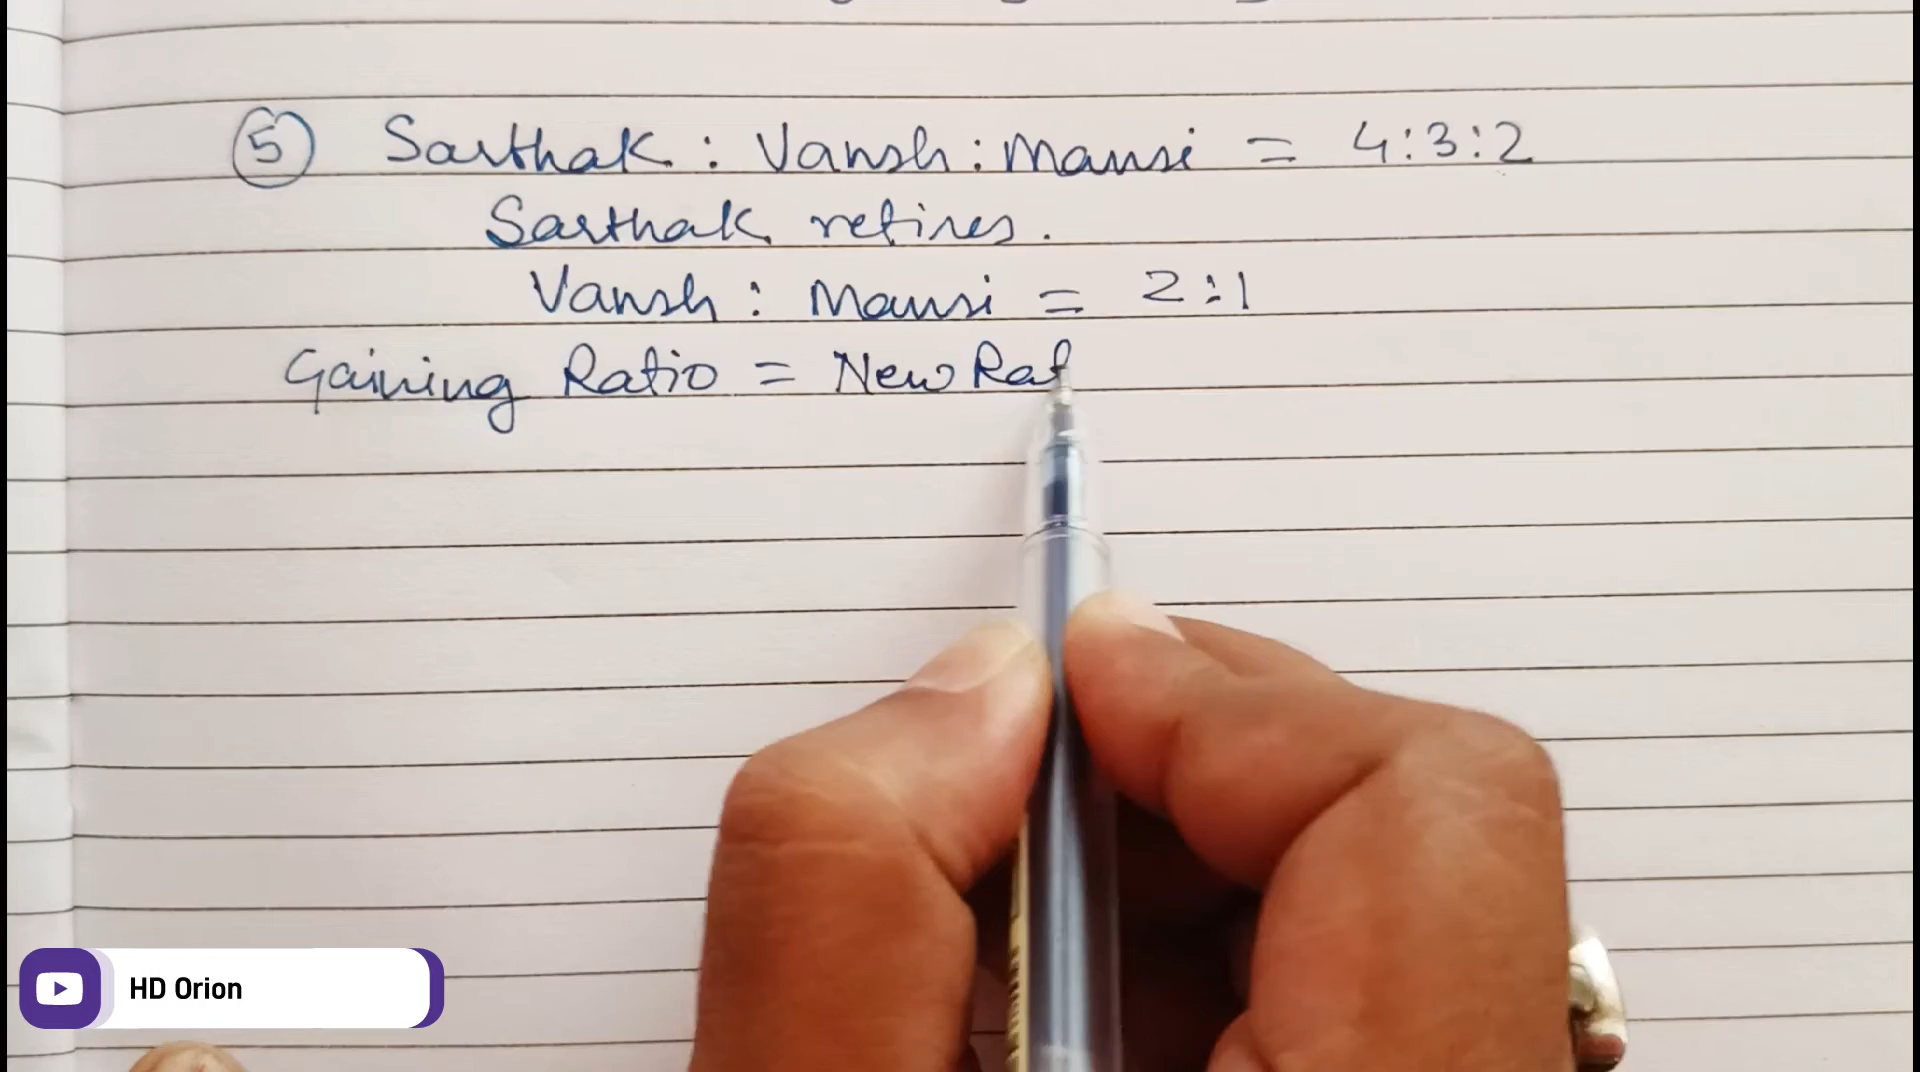 5 Sarthak : Vansh : Mansi = 4:3:2
Sarthak retires.
Vansh : Mansi = 2:1
Gaining Ratio = New Rat
HD Orion